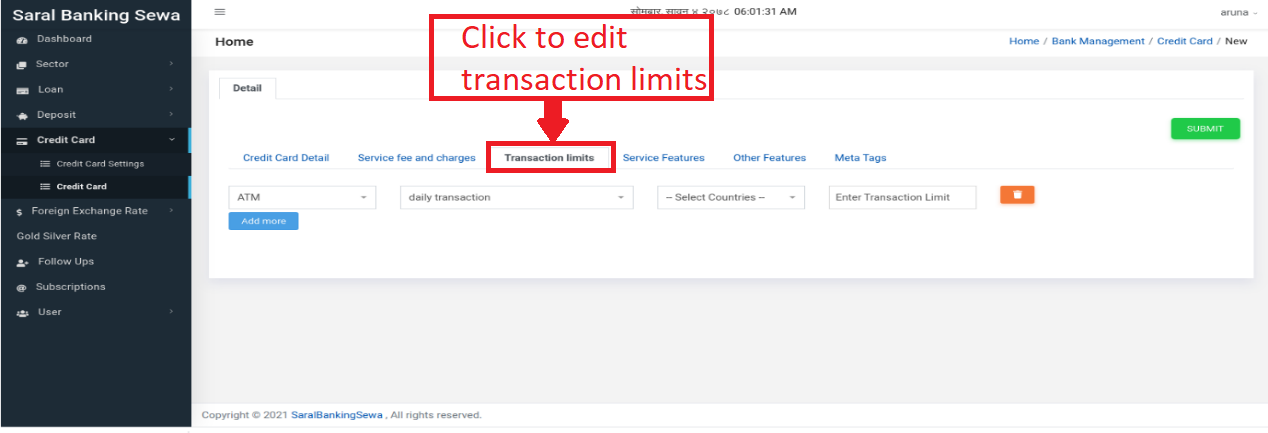 Saral Banking Sewa
सोमबार, सावन ४ २०७८ 06:01:31 AM
aruna
Dashboard
Sector
Loan
Deposit
Credit Card
Credit Card Settings
Credit Card
Foreign Exchange Rate
Gold Silver Rate
Follow Ups
Subscriptions
User
Home
Home / Bank Management / Credit Card / New
Click to edit
transaction limits
Detail
SUBMIT
Credit Card Detail Service fee and charges Transaction limits Service Features Other Features Meta Tags
ATM daily transaction -- Select Countries -- Enter Transaction Limit
Add more
Copyright © 2021 SaralBankingSewa , All rights reserved.